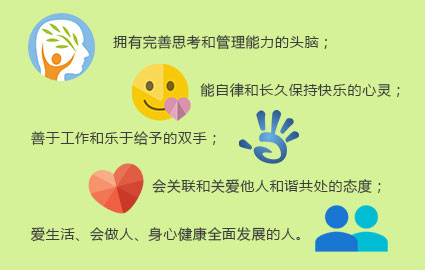 拥有完善思考和管理能力的头脑；
能自律和长久保持快乐的心灵；
善于工作和乐于给予的双手；
会关联和关爱他人和谐共处的态度；
爱生活、会做人、身心健康全面发展的人。